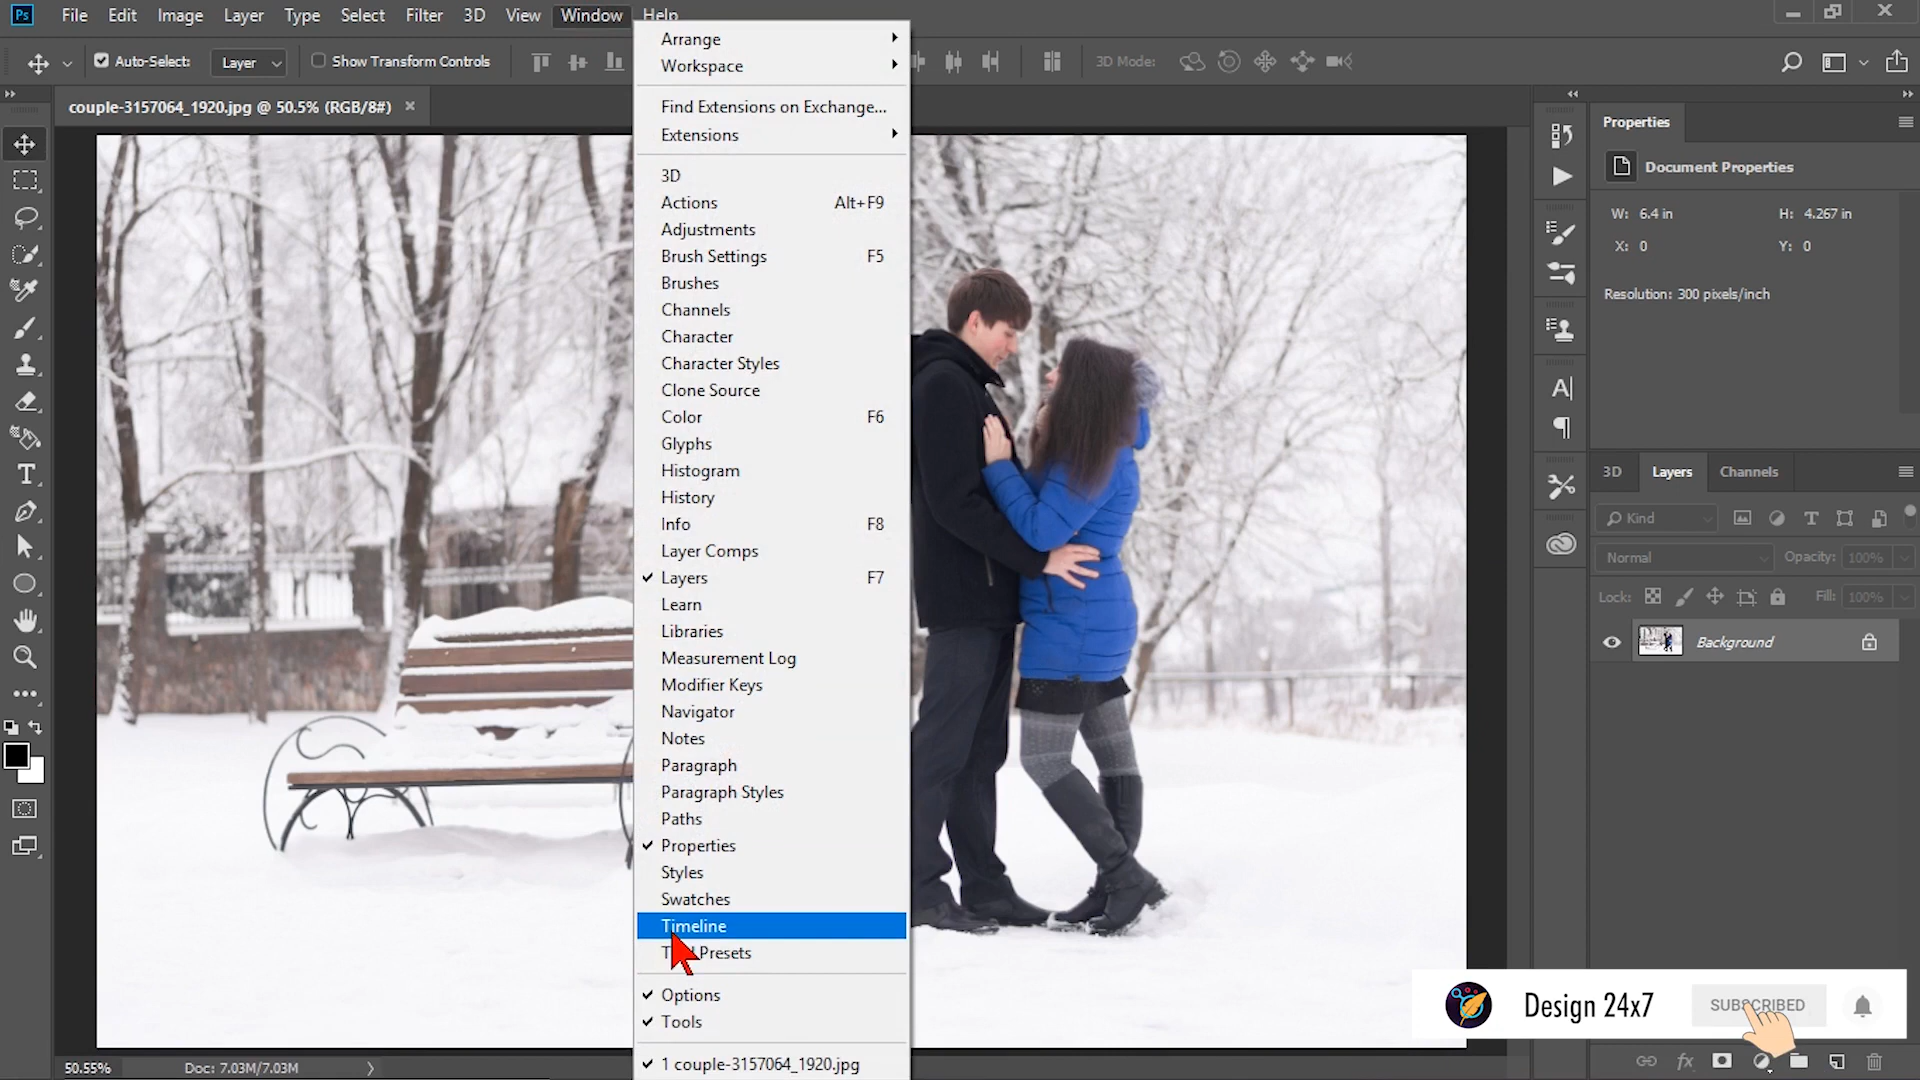 Ps File Edit Image Layer Type Select Filter 3D View Window Help
Auto-Select: Layer Show Transform Controls 3D Mode:
couple-3157064_1920.jpg @ 50.5% (RGB/8#)
Arrange
Workspace
Find Extensions on Exchange...
Extensions
3D
Actions Alt+F9
Adjustments
Brush Settings F5
Brushes
Channels
Character
Character Styles
Clone Source
Color F6
Glyphs
Histogram
History
Info F8
Layer Comps
Layers F7
Learn
Libraries
Measurement Log
Modifier Keys
Navigator
Notes
Paragraph
Paragraph Styles
Paths
Properties
Styles
Swatches
Timeline
Presets
Options
Tools
1 couple-3157064_1920.jpg
Properties
Document Properties
W: 6.4 in H: 4.267 in
X: 0 Y: 0
Resolution: 300 pixels/inch
3D Layers Channels
Kind
Normal Opacity: 100%
Lock: Fill: 100%
Background
Design 24x7 SUBSCRIBED
50.55% Doc: 7.03M/7.03M